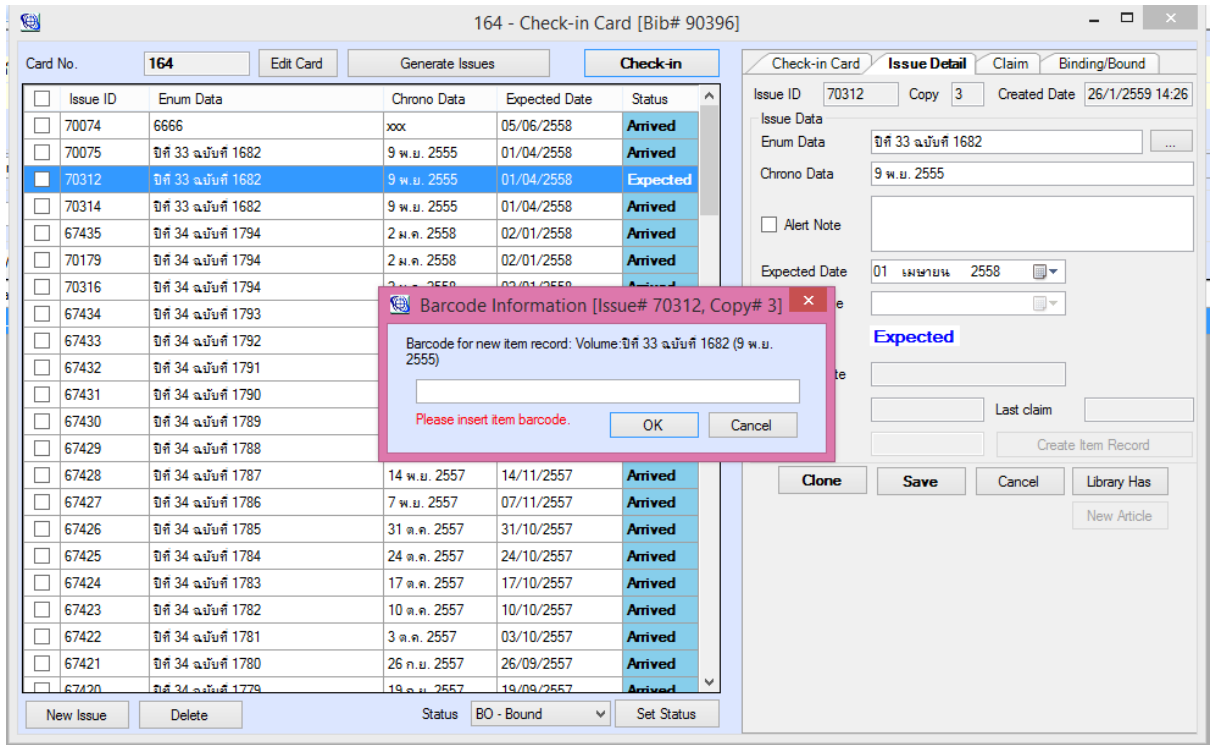 164 - Check-in Card [Bib# 90396]
Card No. 164 Edit Card Generate Issues Check-in
Check-in Card Issue Detail Claim Binding/Bound
Issue ID Enum Data Chrono Data Expected Date Status
70074 6666 xxx 05/06/2558 Arrived
70075 ปีที่ 33 ฉบับที่ 1682 9 พ.ย. 2555 01/04/2558 Arrived
70312 ปีที่ 33 ฉบับที่ 1682 9 พ.ย. 2555 01/04/2558 Expected
70314 ปีที่ 33 ฉบับที่ 1682 9 พ.ย. 2555 01/04/2558 Arrived
67435 ปีที่ 34 ฉบับที่ 1794 2 ม.ค. 2558 02/01/2558 Arrived
70179 ปีที่ 34 ฉบับที่ 1794 2 ม.ค. 2558 02/01/2558 Arrived
70316 ปีที่ 34 ฉบับที่ 1794
67434 ปีที่ 34 ฉบับที่ 1793
67433 ปีที่ 34 ฉบับที่ 1792
67432 ปีที่ 34 ฉบับที่ 1791
67431 ปีที่ 34 ฉบับที่ 1790
67430 ปีที่ 34 ฉบับที่ 1789
67429 ปีที่ 34 ฉบับที่ 1788
67428 ปีที่ 34 ฉบับที่ 1787 14 พ.ย. 2557 14/11/2557 Arrived
67427 ปีที่ 34 ฉบับที่ 1786 7 พ.ย. 2557 07/11/2557 Arrived
67426 ปีที่ 34 ฉบับที่ 1785 31 ต.ค. 2557 31/10/2557 Arrived
67425 ปีที่ 34 ฉบับที่ 1784 24 ต.ค. 2557 24/10/2557 Arrived
67424 ปีที่ 34 ฉบับที่ 1783 17 ต.ค. 2557 17/10/2557 Arrived
67423 ปีที่ 34 ฉบับที่ 1782 10 ต.ค. 2557 10/10/2557 Arrived
67422 ปีที่ 34 ฉบับที่ 1781 3 ต.ค. 2557 03/10/2557 Arrived
67421 ปีที่ 34 ฉบับที่ 1780 26 ก.ย. 2557 26/09/2557 Arrived
67420 ปีที่ 34 ฉบับที่ 1779 19 ก.ย. 2557 19/09/2557 Arrived
New Issue Delete Status BO - Bound Set Status
Barcode Information [Issue# 70312, Copy# 3]
Barcode for new item record: Volume:ปีที่ 33 ฉบับที่ 1682 (9 พ.ย.
2555)
Please insert item barcode. OK Cancel
Issue ID 70312 Copy 3 Created Date 26/1/2559 14:26
Issue Data
Enum Data ปีที่ 33 ฉบับที่ 1682 ...
Chrono Data 9 พ.ย. 2555
Alert Note
Expected Date 01 เมษายน 2558
Expected
Last claim
Create Item Record
Clone Save Cancel Library Has
New Article